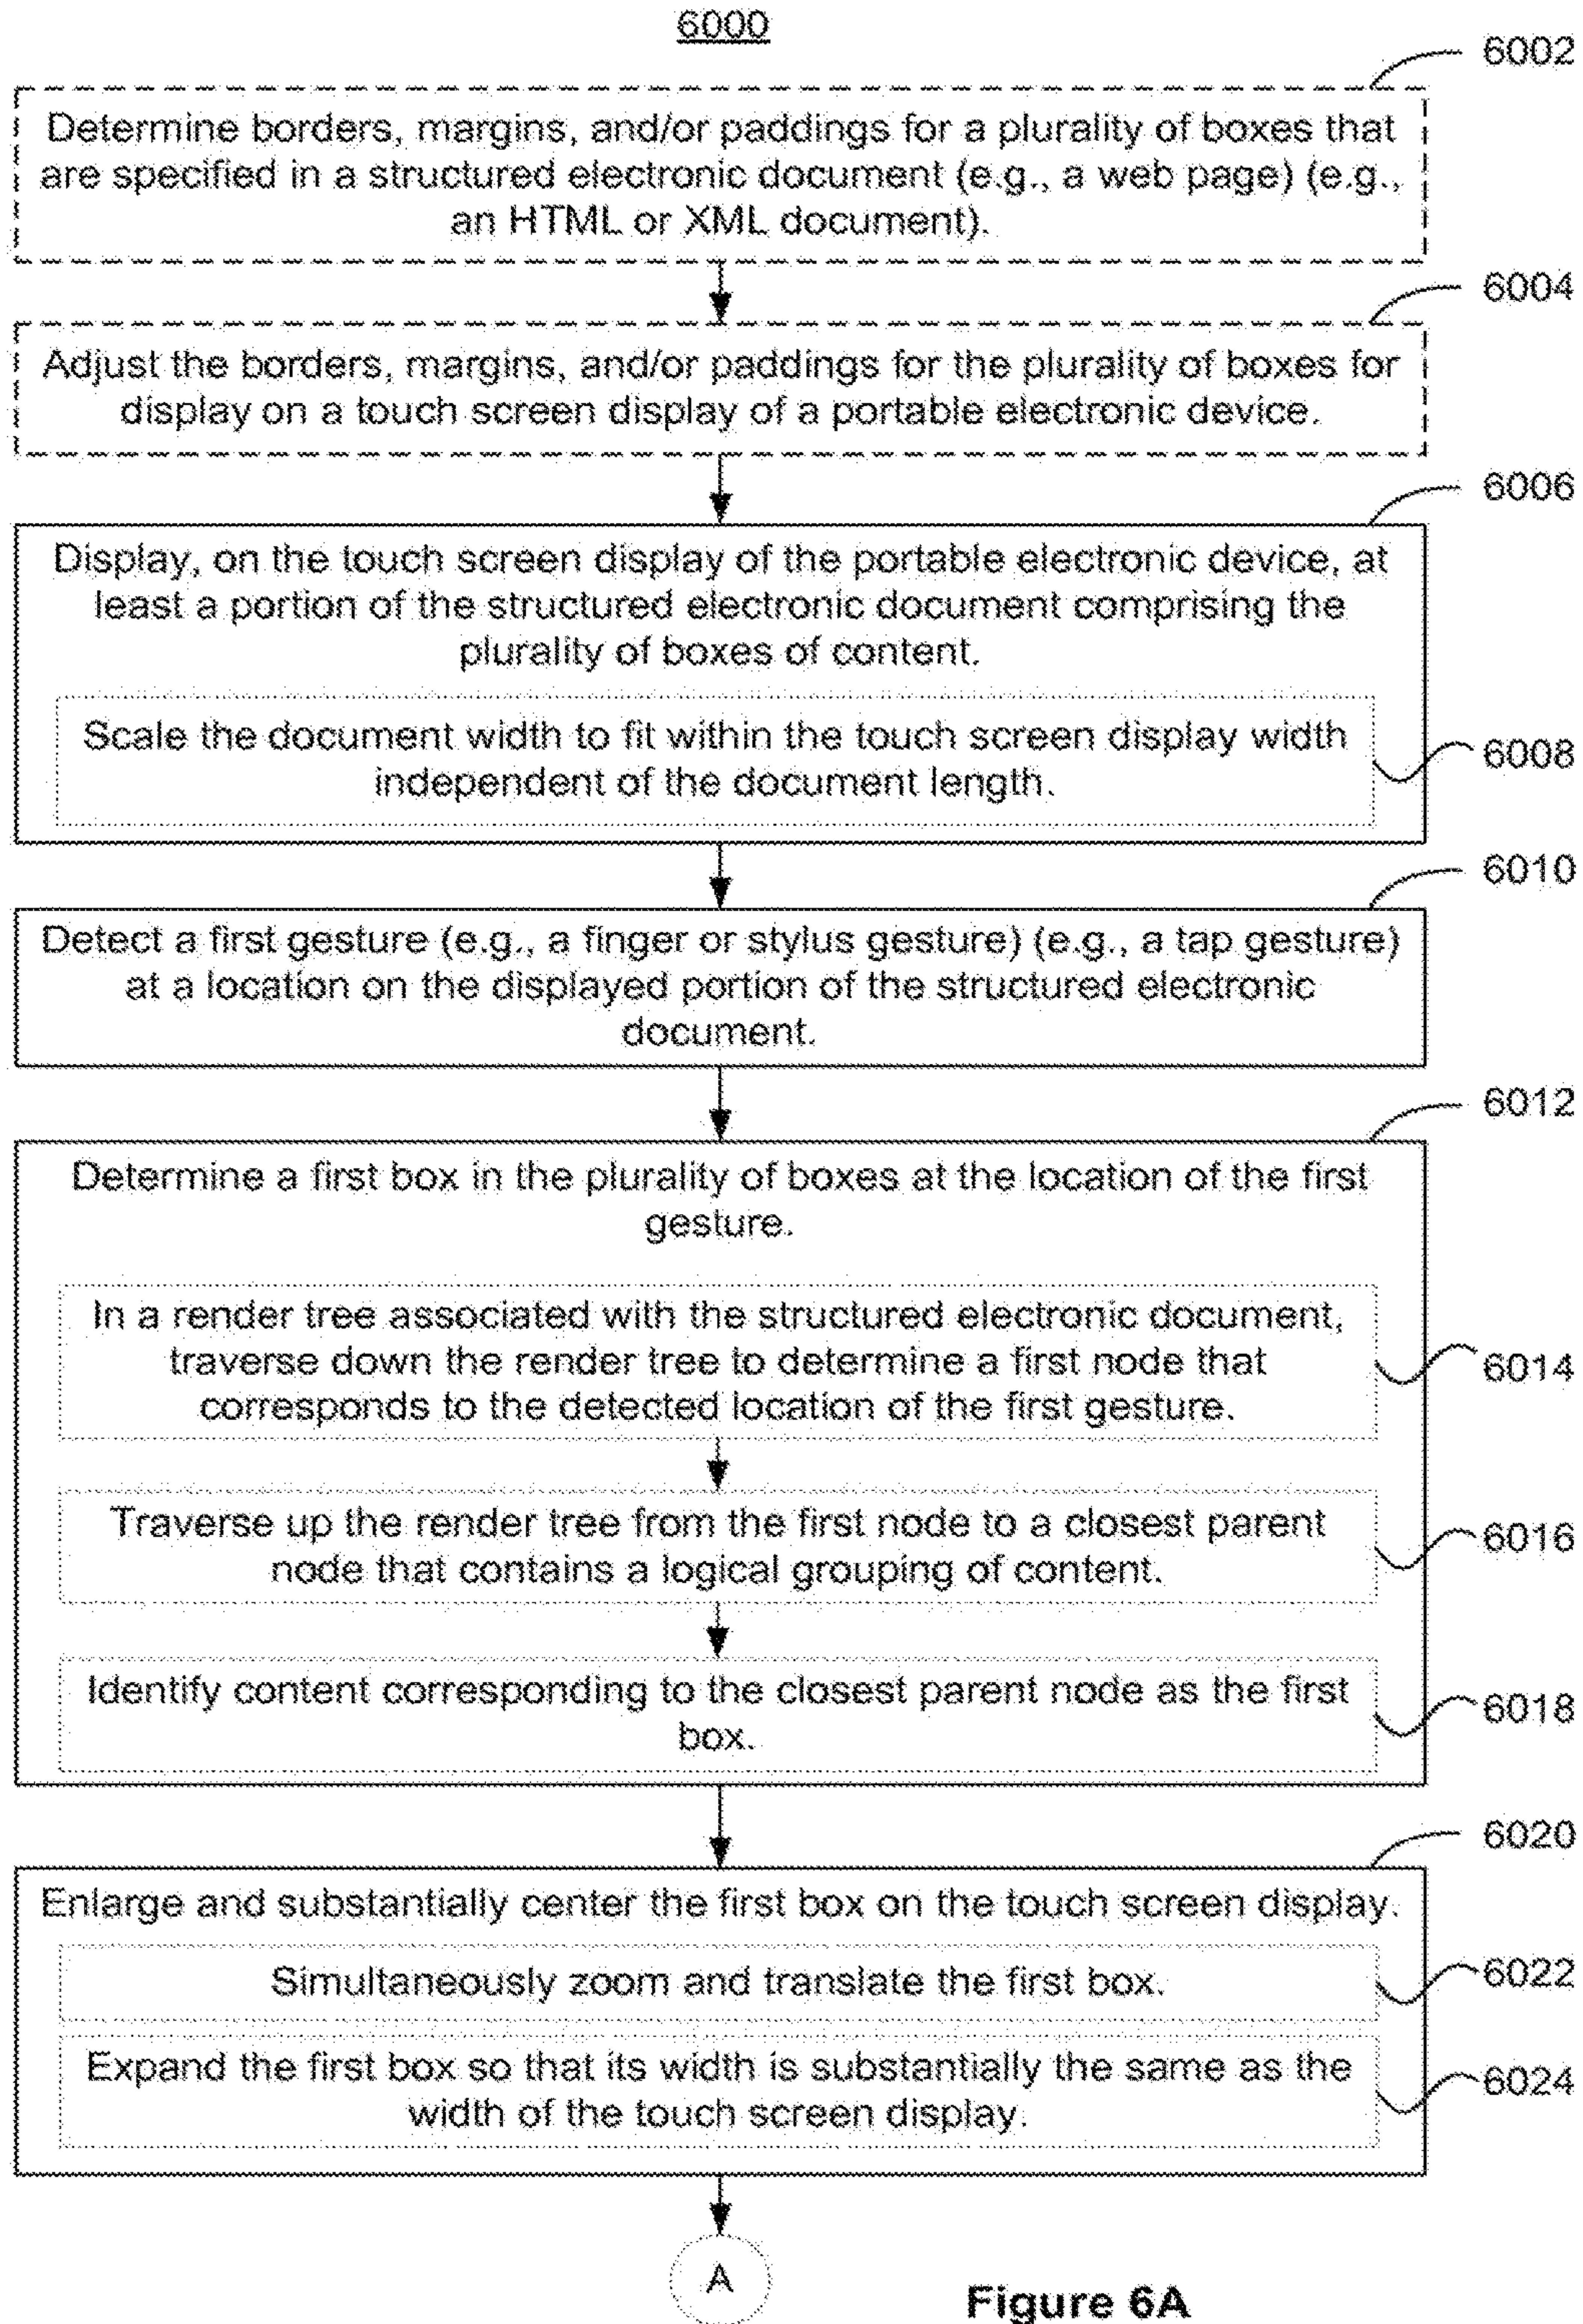 6000
6002
Determine borders, margins, and/or paddings for a plurality of boxes that
are specified in a structured electronic document (e.g., a web page) (e.g.,
an HTML or XML document).
6004
Adjust the borders, margins, and/or paddings for the plurality of boxes for
display on a touch screen display of a portable electronic device.
6006
Display, on the touch screen display of the portable electronic device, at
least a portion of the structured electronic document comprising the
plurality of boxes of content.
Scale the document width to fit within the touch screen display width
independent of the document length.
6008
6010
Detect a first gesture (e.g., a finger or stylus gesture) (e.g., a tap gesture)
at a location on the displayed portion of the structured electronic
document.
6012
Determine a first box in the plurality of boxes at the location of the first
gesture.
In a render tree associated with the structured electronic document,
traverse down the render tree to determine a first node that
corresponds to the detected location of the first gesture.
6014
Traverse up the render tree from the first node to a closest parent
node that contains a logical grouping of content.
6016
Identify content corresponding to the closest parent node as the first
box.
6018
6020
Enlarge and substantially center the first box on the touch screen display.
Simultaneously zoom and translate the first box.
6022
Expand the first box so that its width is substantially the same as the
width of the touch screen display.
6024
A
Figure 6A